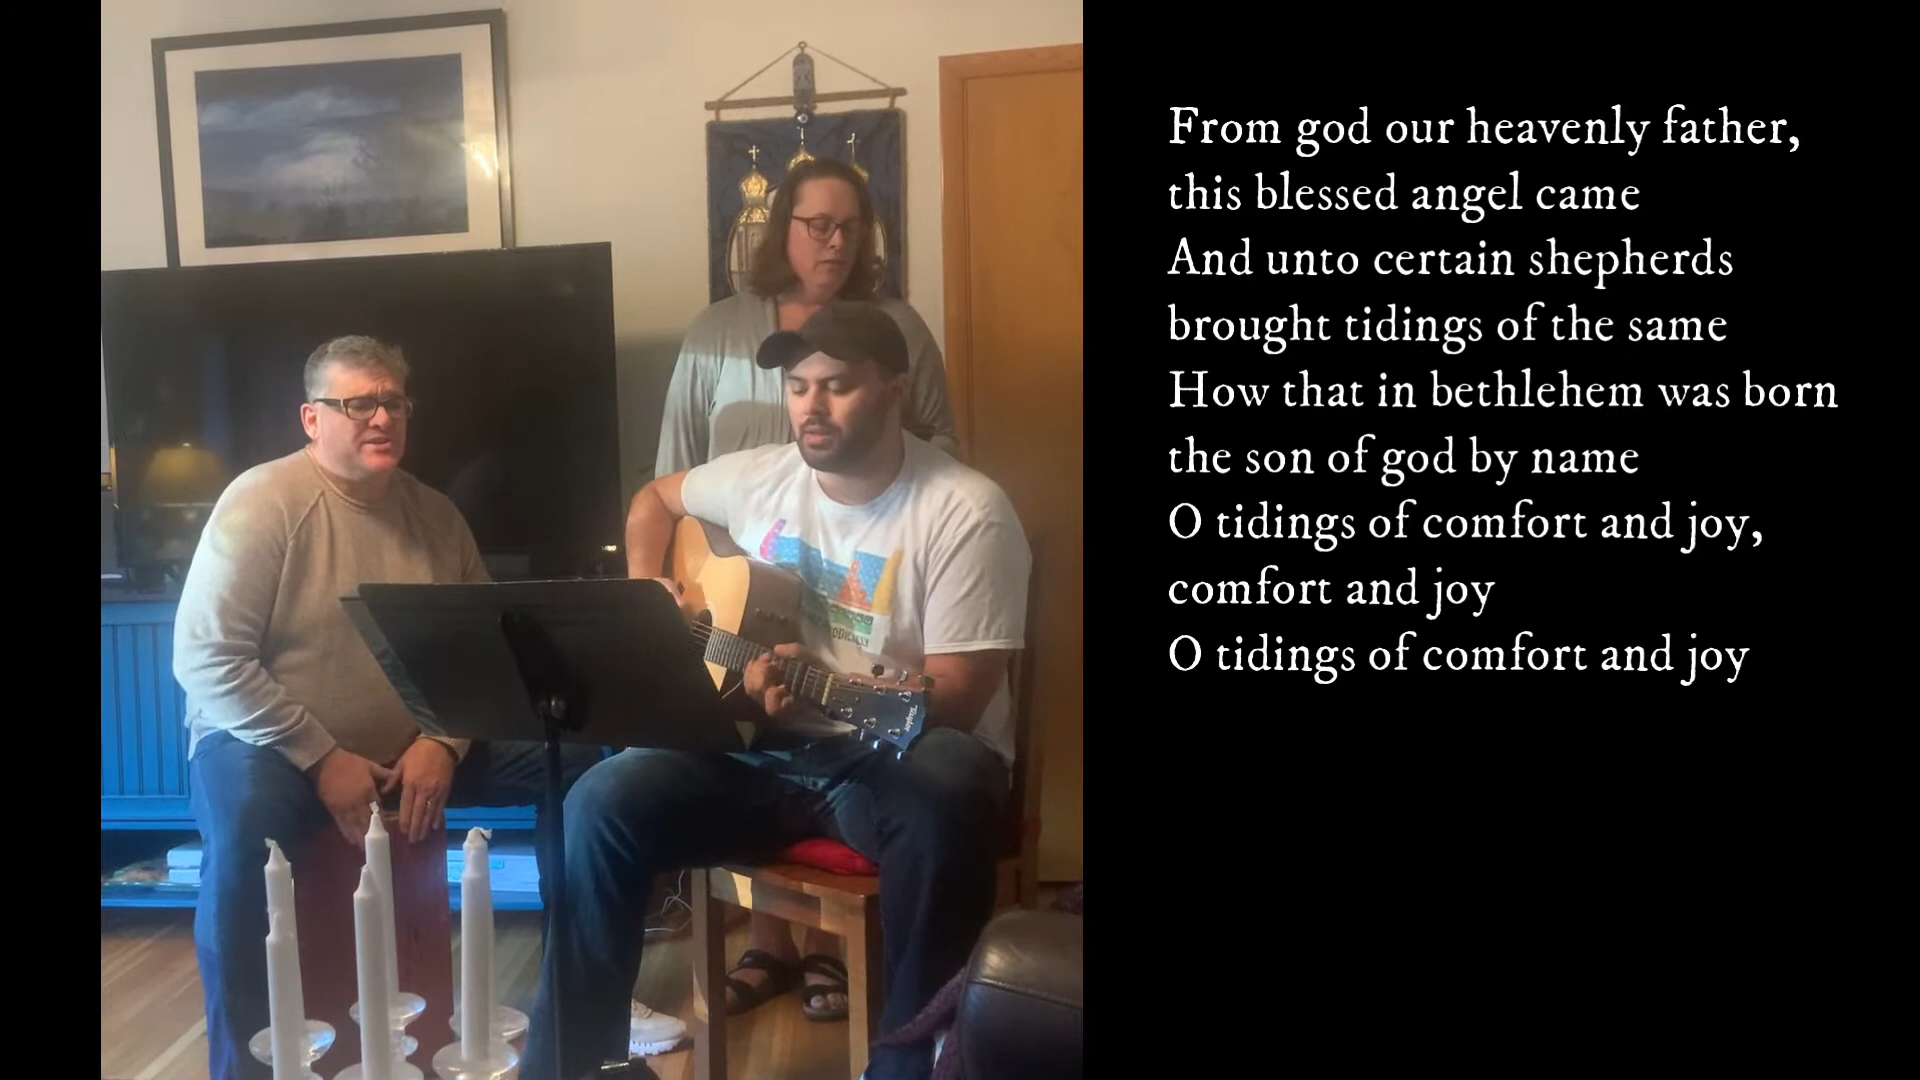 From god our heavenly father,
this blessed angel came
And unto certain shepherds
brought tidings of the same
How that in bethlehem was born
the son of god by name
O tidings of comfort and joy,
comfort and joy
O tidings of comfort and joy
Taylor